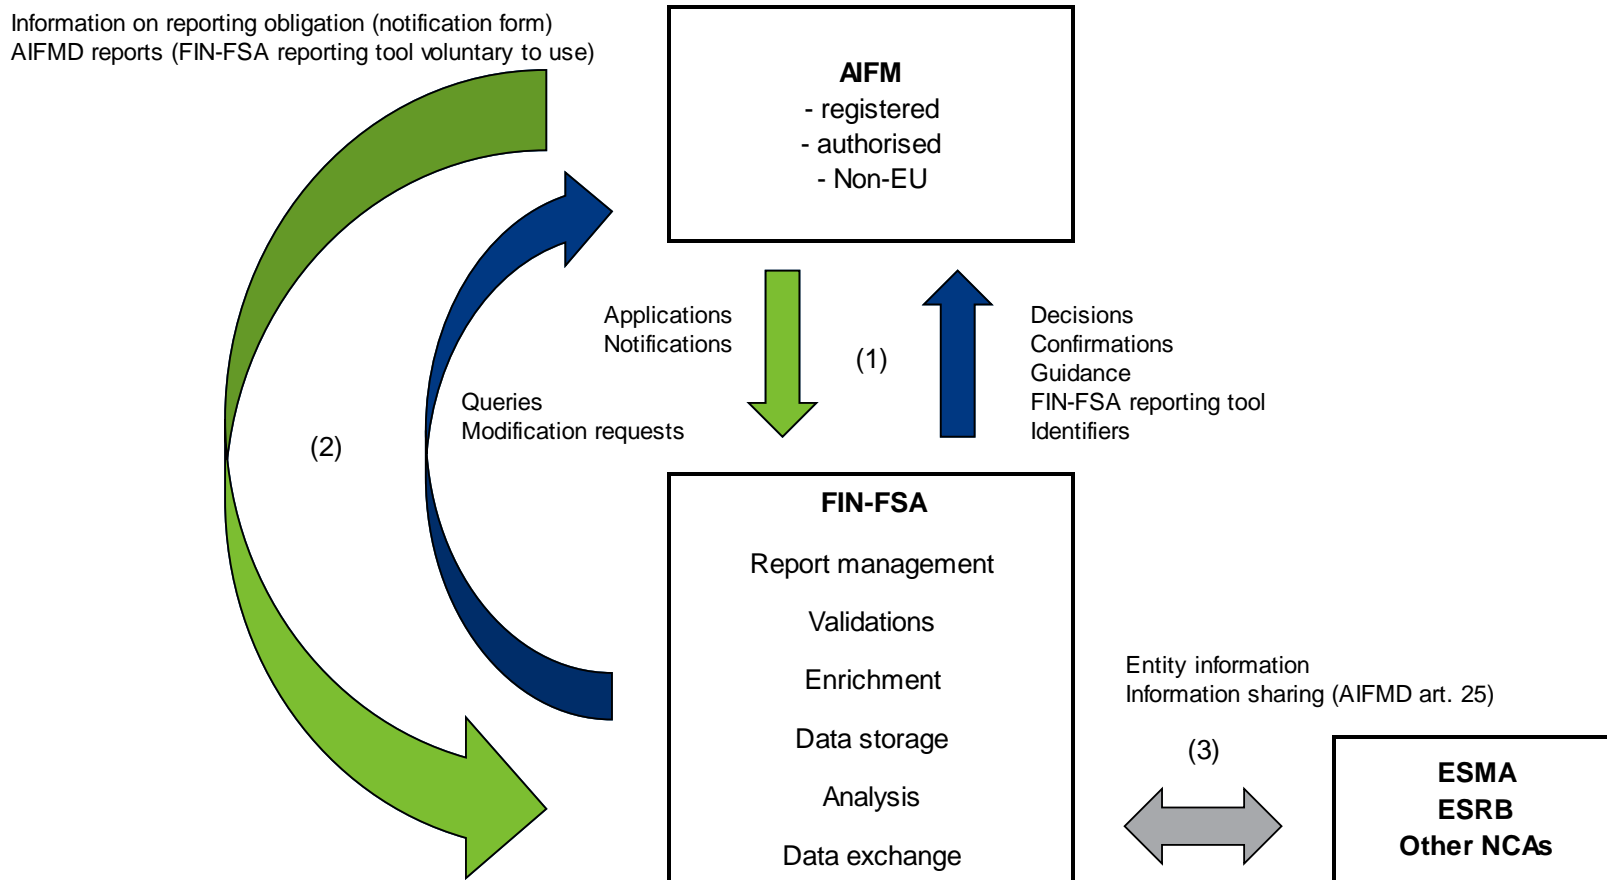 Information on reporting obligation (notification form)
AIFMD reports (FIN-FSA reporting tool voluntary to use)
AIFM
- registered
- authorised
- Non-EU
Applications
Notifications
(1)
Decisions
Confirmations
Guidance
FIN-FSA reporting tool
Identifiers
Queries
Modification requests
(2)
FIN-FSA
Report management
Validations
Enrichment
Data storage
Analysis
Data exchange
Entity information
Information sharing (AIFMD art. 25)
(3)
ESMA
ESRB
Other NCAs